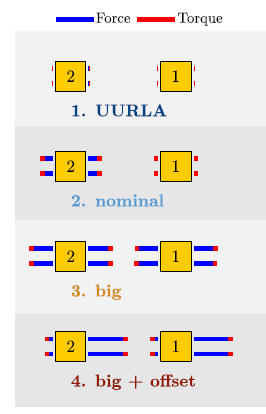 Force Torque
2 1
1. UURLA
2 1
2. nominal
2 1
3. big
2 1
4. big + offset